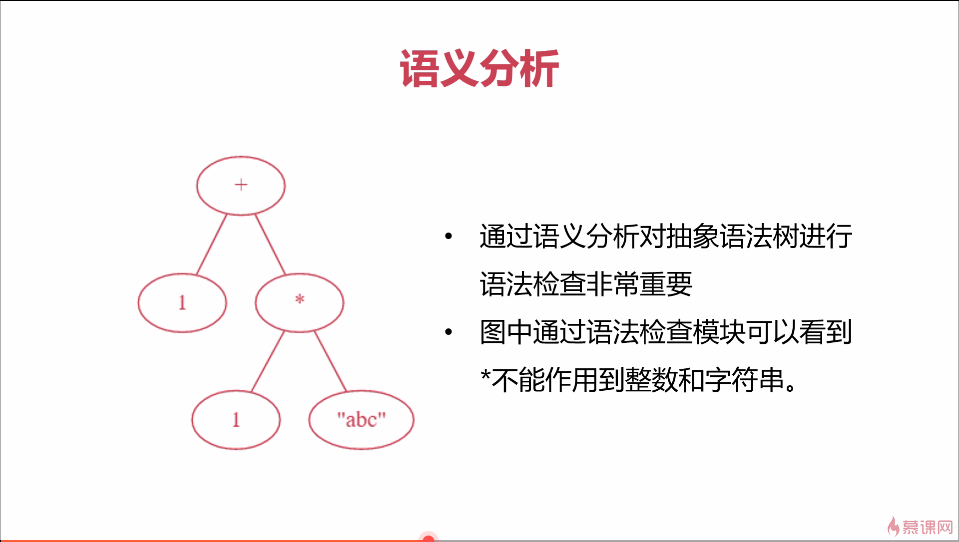 语义分析
+
1
*
1
"abc"
• 通过语义分析对抽象语法树进行
语法检查非常重要
• 图中通过语法检查模块可以看到
*不能作用到整数和字符串。
慕课网